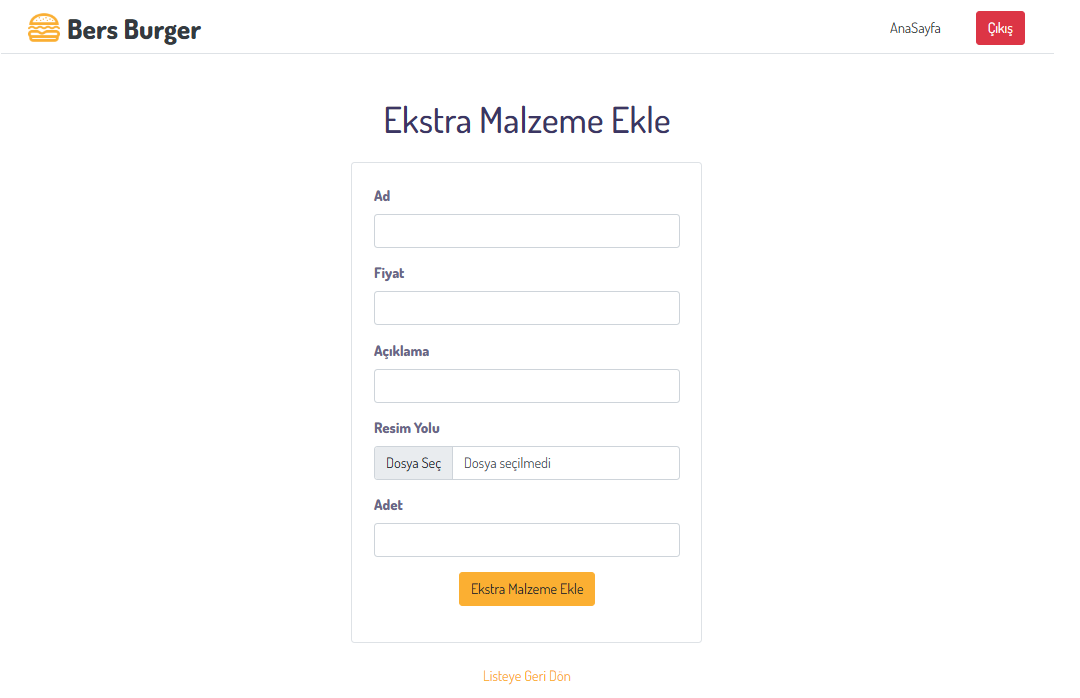 Bers Burger
AnaSayfa
Çıkış
Ekstra Malzeme Ekle
Ad
Fiyat
Açıklama
Resim Yolu
Dosya Seç Dosya seçilmedi
Adet
Ekstra Malzeme Ekle
Listeye Geri Dön